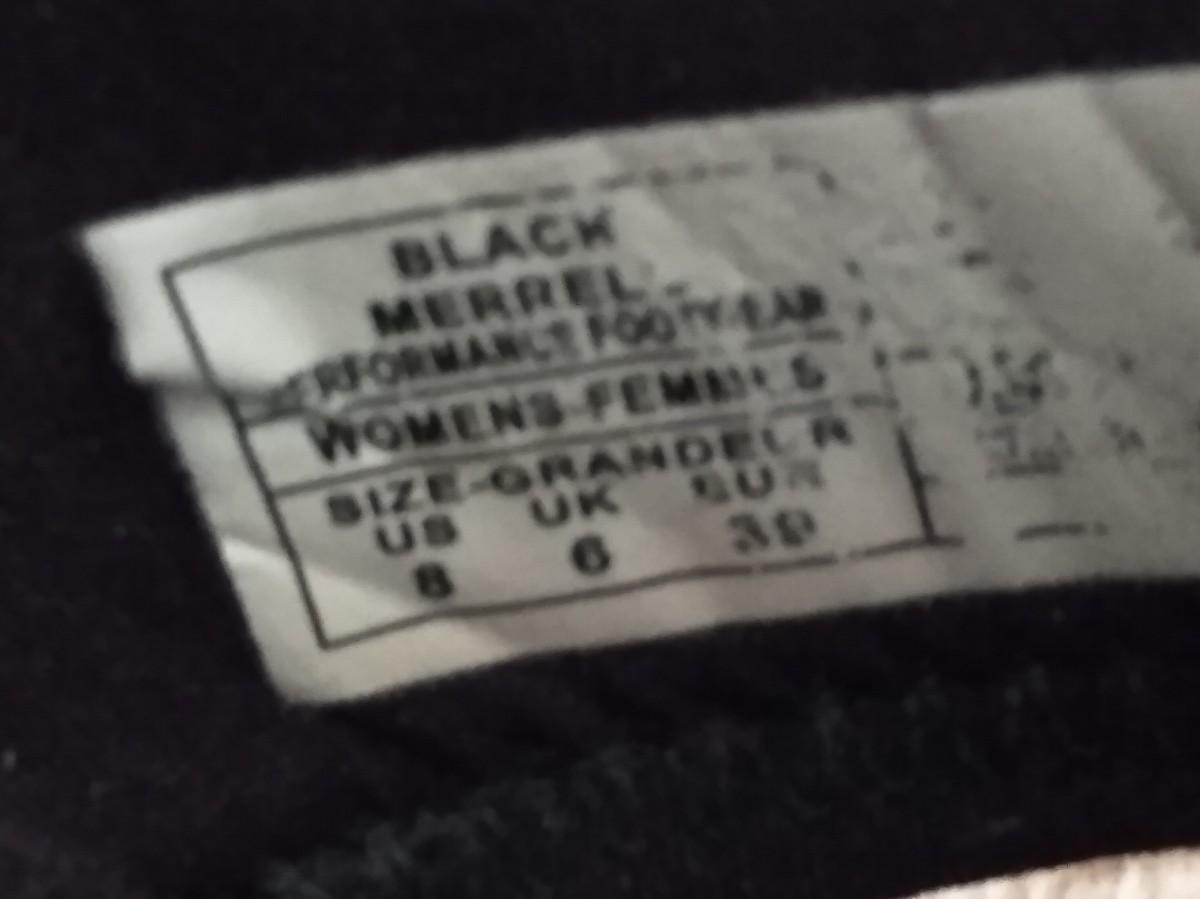 BLACK
MERREL
PERFORMANCE FOOTWEAR
WOMENS-FEMMES
SIZE-GRANDEUR
US UK EUR
8 6 39